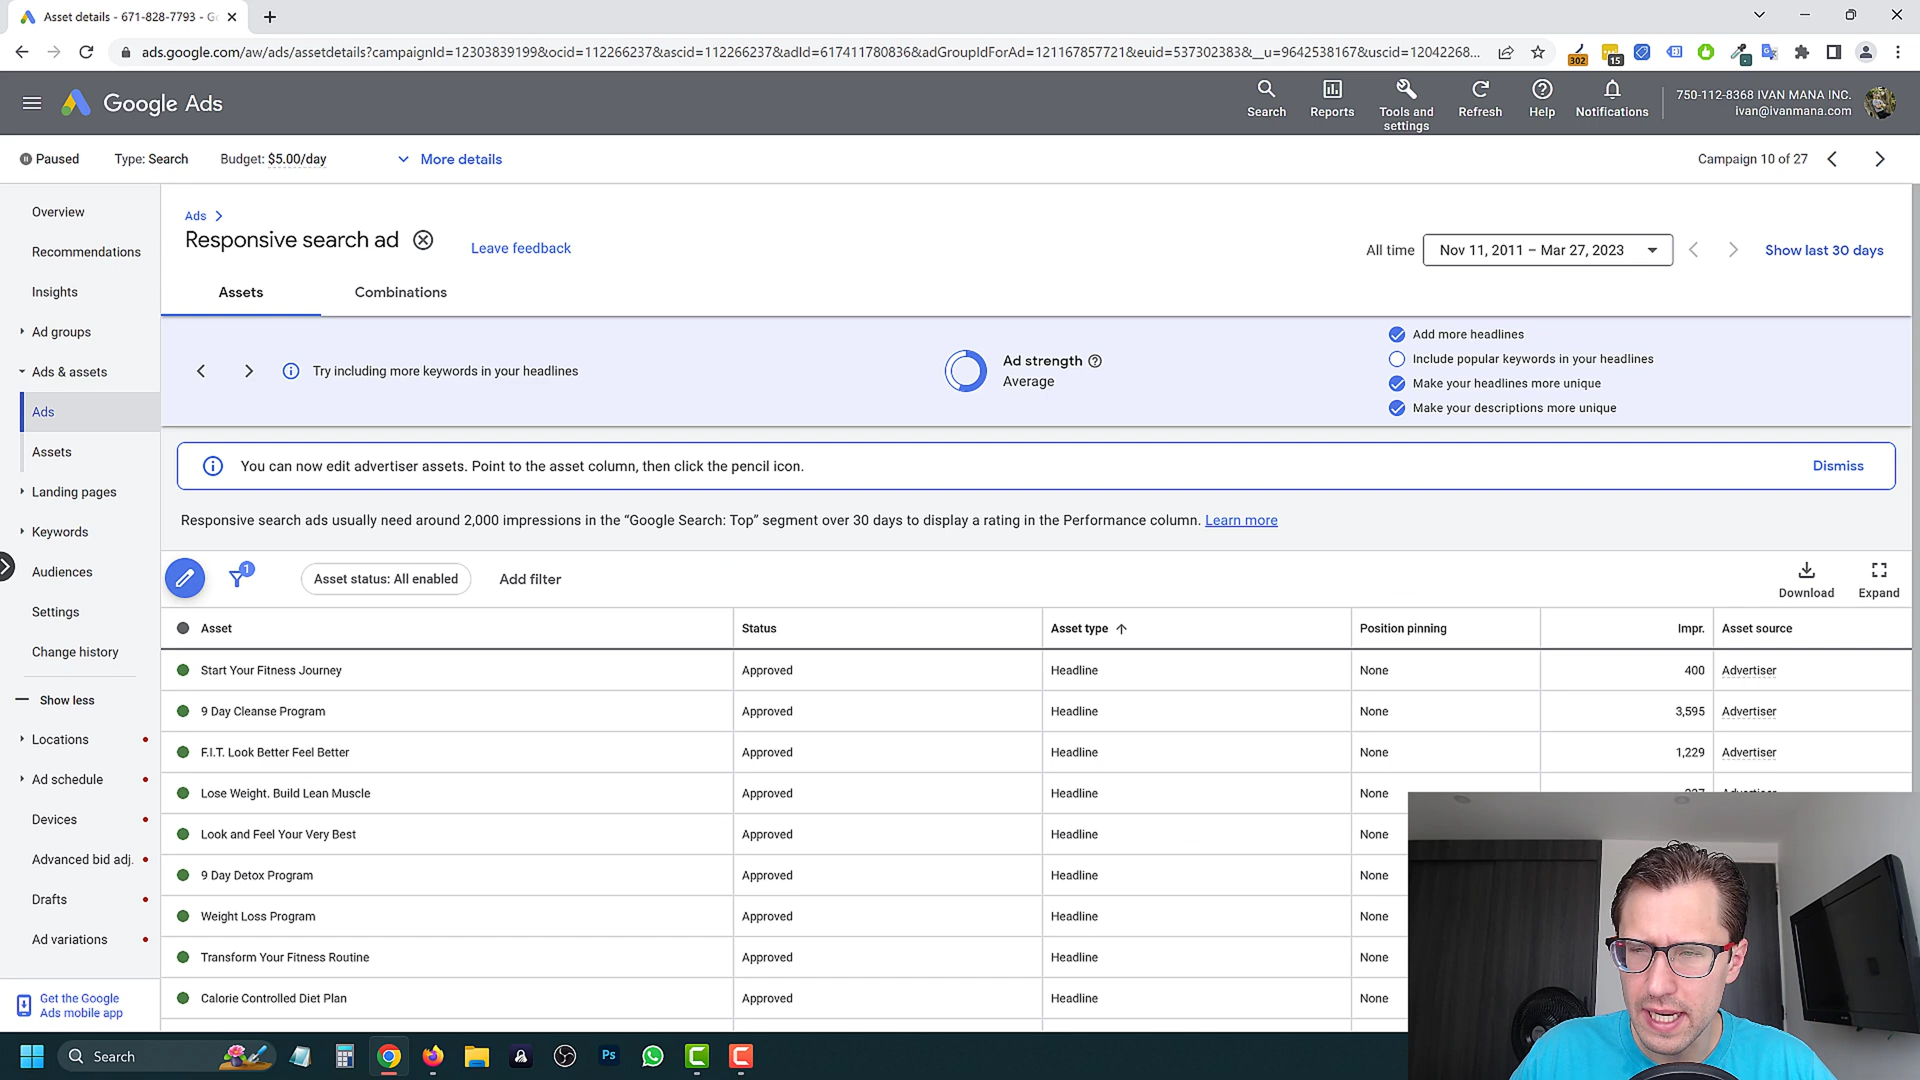 Asset details - 671-828-7793 - Go
ads.google.com/aw/ads/assetdetails?campaignId=12303839199&ocid=112266237&ascid=112266237&adId=617411780836&adGroupIdForAd=121167857721&euid=537302383&__u=9642538167&uscid=12042268...
302
15
Google Ads
Search
Reports
Tools and settings
Refresh
Help
Notifications
750-112-8368 IVAN MANA INC.
ivan@ivanmana.com
Paused
Type: Search
Budget: $5.00/day
More details
Campaign 10 of 27
Overview
Recommendations
Insights
Ad groups
Ads & assets
Ads
Assets
Landing pages
Keywords
Audiences
Settings
Change history
Show less
Locations
Ad schedule
Devices
Advanced bid adj.
Drafts
Ad variations
Get the Google
Ads mobile app
Ads
Responsive search ad
Leave feedback
All time
Nov 11, 2011 – Mar 27, 2023
Show last 30 days
Assets
Combinations
Try including more keywords in your headlines
Ad strength
Average
Add more headlines
Include popular keywords in your headlines
Make your headlines more unique
Make your descriptions more unique
You can now edit advertiser assets. Point to the asset column, then click the pencil icon.
Dismiss
Responsive search ads usually need around 2,000 impressions in the “Google Search: Top” segment over 30 days to display a rating in the Performance column. Learn more
1
Asset status: All enabled
Add filter
Download
Expand
Asset Status Asset type Position pinning Impr. Asset source
Start Your Fitness Journey Approved Headline None 400 Advertiser
9 Day Cleanse Program Approved Headline None 3,595 Advertiser
F.I.T. Look Better Feel Better Approved Headline None 1,229 Advertiser
Lose Weight. Build Lean Muscle Approved Headline None
Look and Feel Your Very Best Approved Headline None
9 Day Detox Program Approved Headline None
Weight Loss Program Approved Headline None
Transform Your Fitness Routine Approved Headline None
Calorie Controlled Diet Plan Approved Headline None
Search
Ps